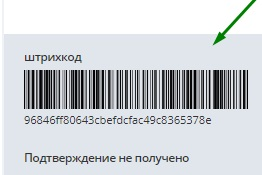 штрихкод
96846ff80643cbefdcfac49c8365378e
Подтверждение не получено